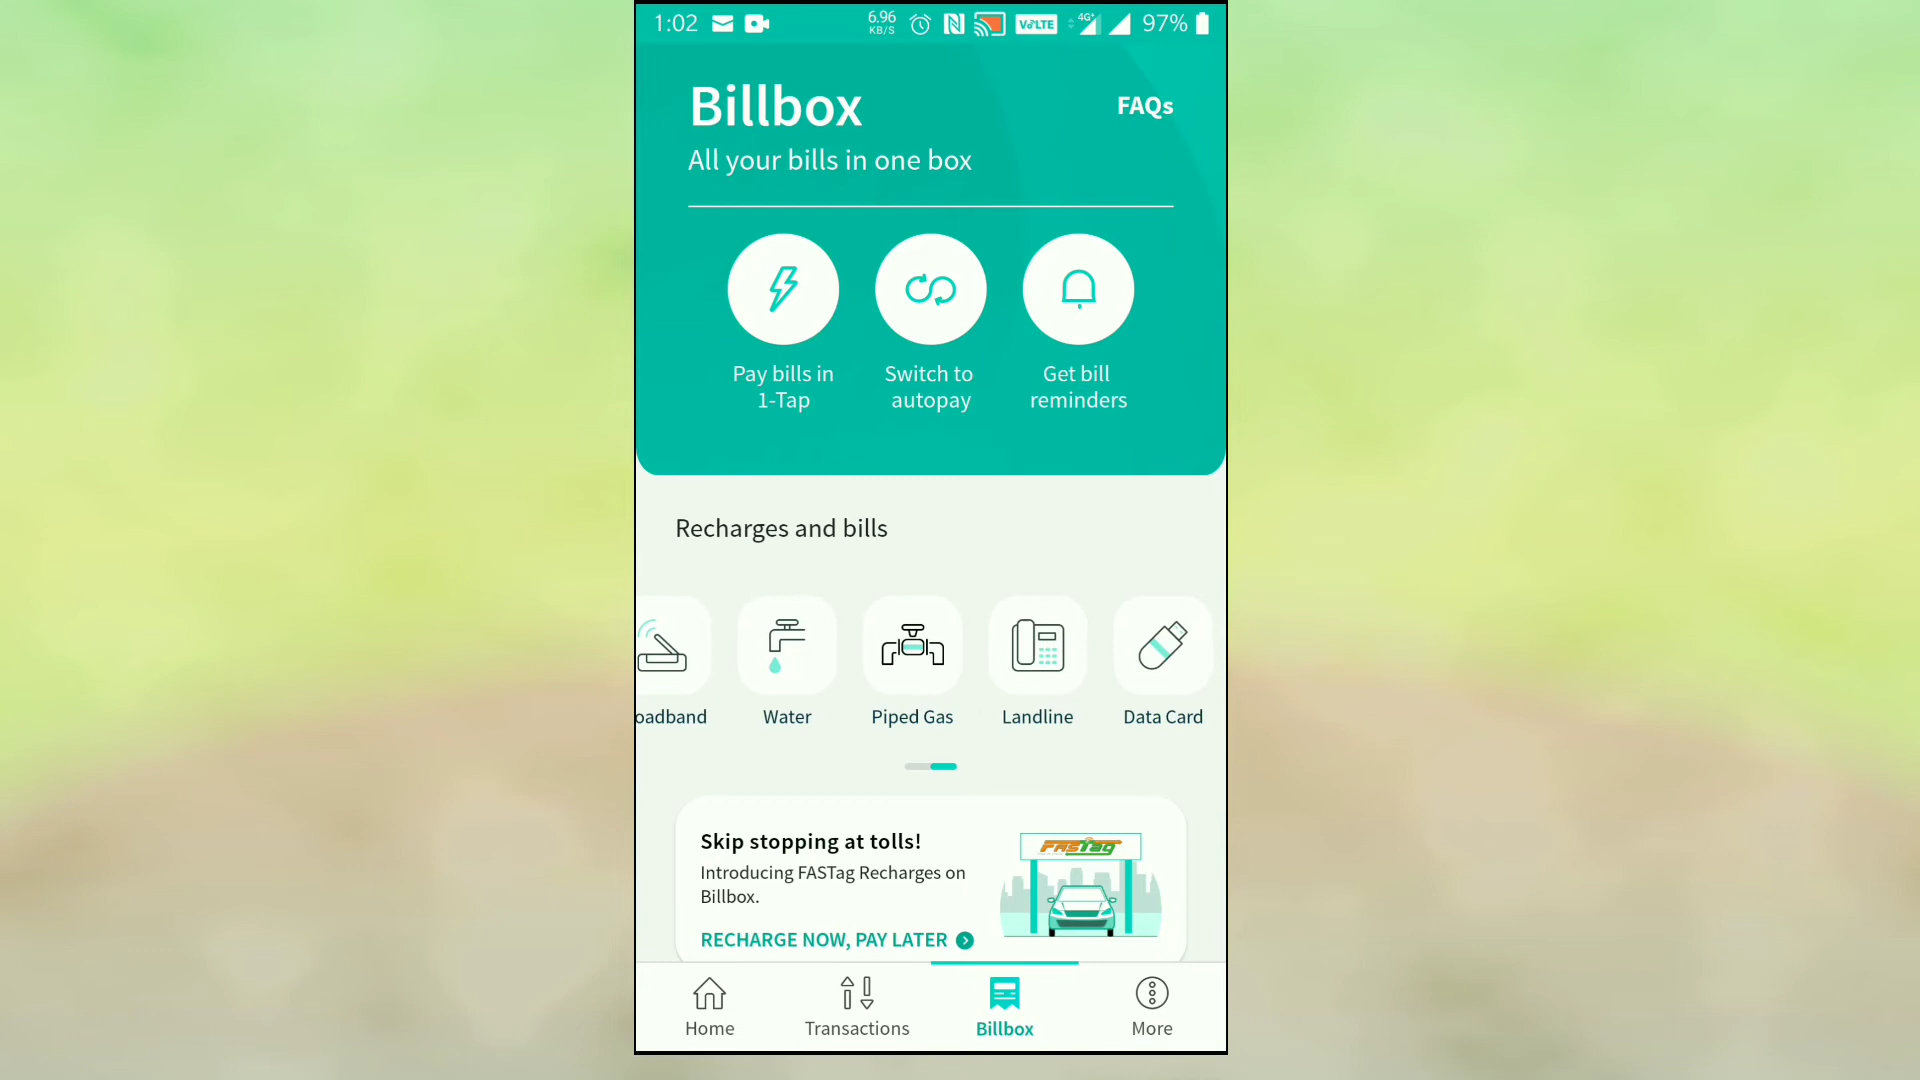 1:02 6.96 KB/S VoLTE 4G+ 97%
Billbox
FAQs
All your bills in one box
Pay bills in
1-Tap
Switch to
autopay
Get bill
reminders
Recharges and bills
oadband
Water
Piped Gas
Landline
Data Card
Skip stopping at tolls!
Introducing FASTag Recharges on
Billbox.
RECHARGE NOW, PAY LATER
FASTag
Home
Transactions
Billbox
More